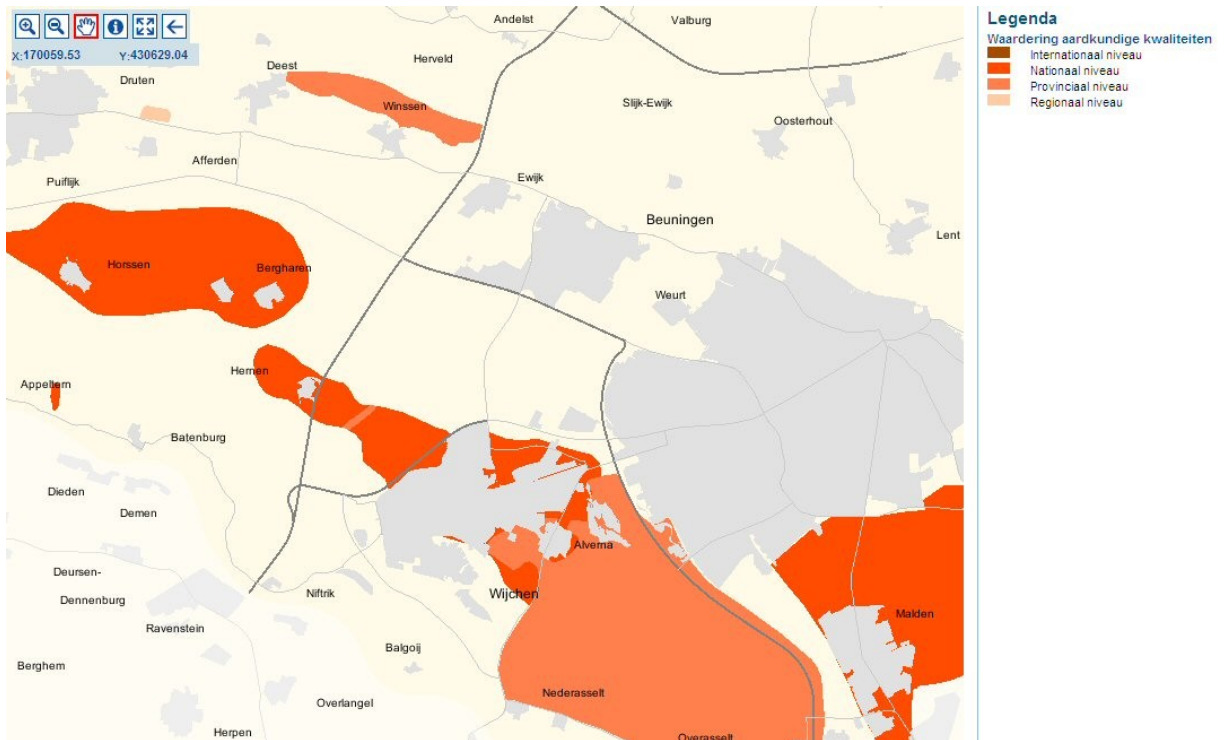 Andelst
Valburg
X:170059.53
Y:430629.04
Herveld
Deest
Druten
Winssen
Slijk-Ewijk
Oosterhout
Afferden
Puiflijk
Ewijk
Beuningen
Lent
Horssen
Bergharen
Weurt
Hernen
Appeltern
Batenburg
Dieden
Demen
Alverna
Deursen-
Dennenburg
Niftrik
Wijchen
Malden
Ravenstein
Balgoij
Berghem
Nederasselt
Overlangel
Herpen
Overasselt
Legenda
Waardering aardkundige kwaliteiten
Internationaal niveau
Nationaal niveau
Provinciaal niveau
Regionaal niveau